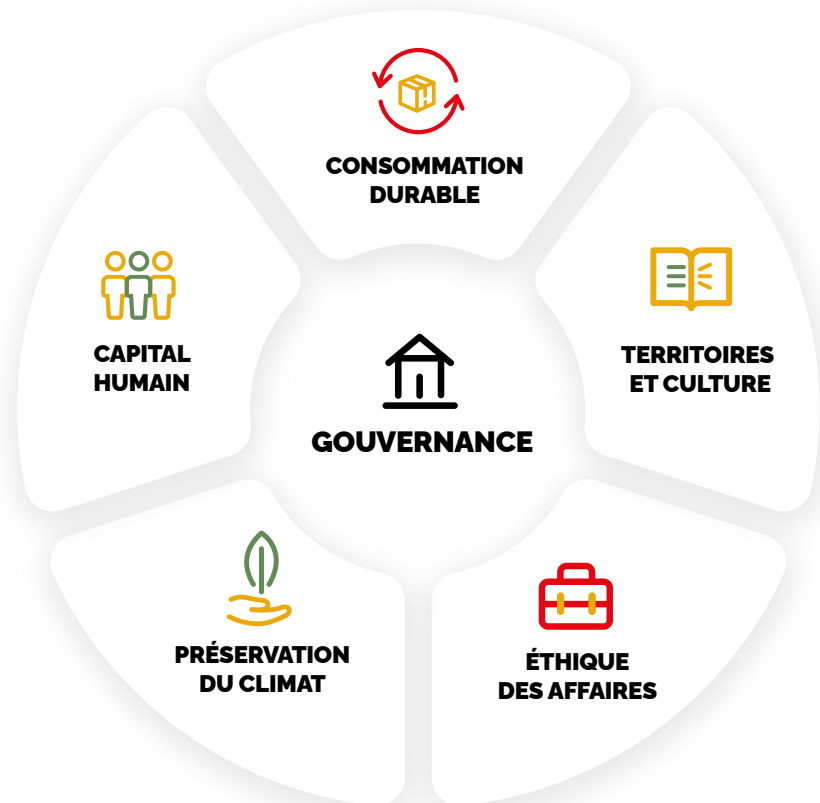 CONSOMMATION
DURABLE
CAPITAL
HUMAIN
TERRITOIRES
ET CULTURE
GOUVERNANCE
PRÉSERVATION
DU CLIMAT
ÉTHIQUE
DES AFFAIRES